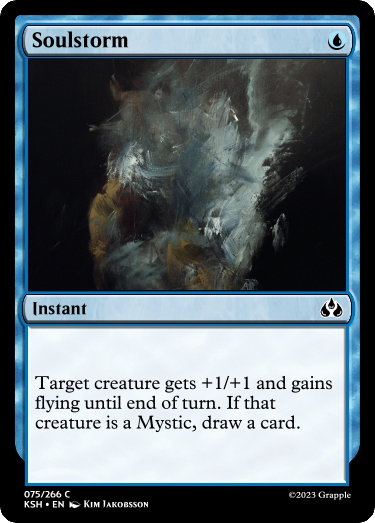 Soulstorm
Instant
Target creature gets +1/+1 and gains
flying until end of turn. If that
creature is a Mystic, draw a card.
075/266 C
KSH • EN Kim Jakobsson
©2023 Grapple